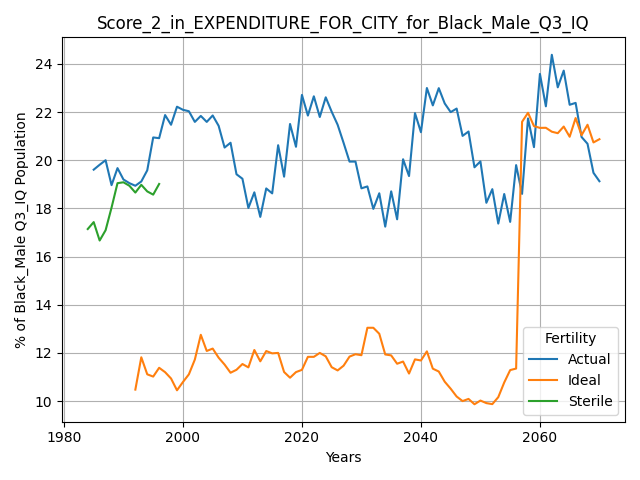 Score_2_in_EXPENDITURE_FOR_CITY_for_Black_Male_Q3_IQ
% of Black_Male Q3_IQ Population
24
22
20
18
16
14
12
10
Fertility
Actual
Ideal
Sterile
1980
2000
2020
2040
2060
Years